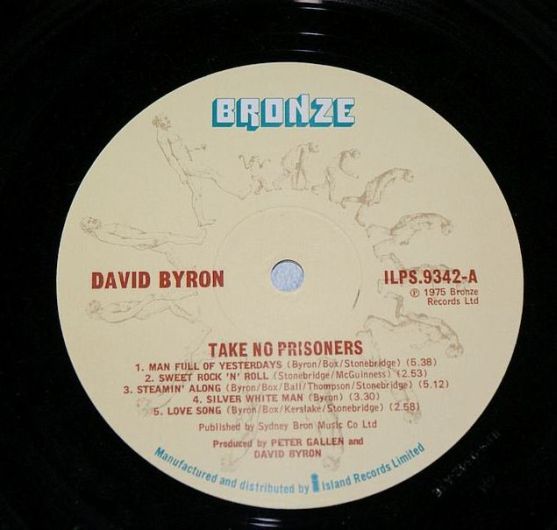 BRONZE
DAVID BYRON
ILPS.9342-A
℗ 1975 Bronze
Records Ltd
TAKE NO PRISONERS
1. MAN FULL OF YESTERDAYS (Byron/Box/Stonebridge) (5.38)
2. SWEET ROCK 'N' ROLL (Stonebridge/McGuinness) (2.53)
3. STEAMIN' ALONG (Byron/Box/Ball/Thompson/Stonebridge) (5.12)
4. SILVER WHITE MAN (Byron) (3.30)
5. LOVE SONG (Byron/Box/Kerslake/Stonebridge) (2.58)
Published by Sydney Bron Music Co Ltd
Produced by PETER GALLEN and
DAVID BYRON
Manufactured and distributed by island Island Records Limited